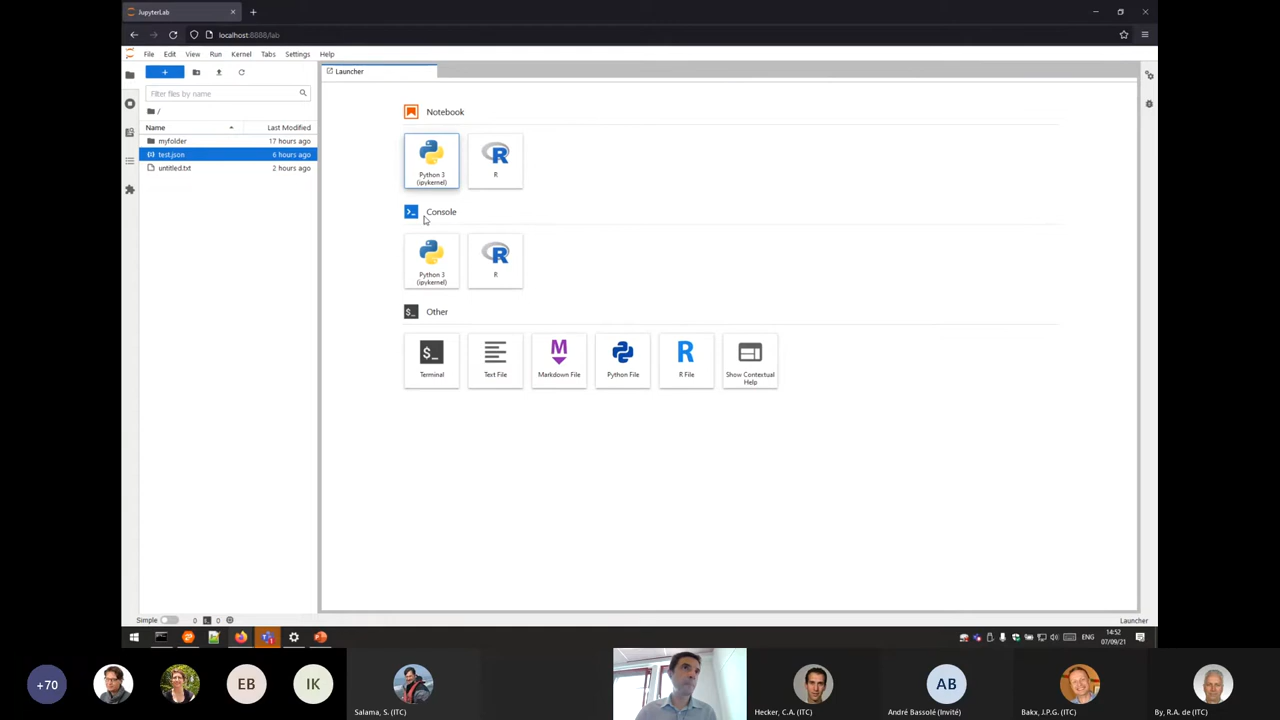 JupyterLab
localhost:8888/lab
File Edit View Run Kernel Tabs Settings Help
Launcher
Filter files by name
/
Name Last Modified
myfolder 17 hours ago
test.json 6 hours ago
untitled.txt 2 hours ago
Notebook
Python 3
(ipykernel)
R
Console
Python 3
(ipykernel)
R
$_ Other
$_
Terminal
Text File
M
Markdown File
Python File
R
R File
Show Contextual
Help
Simple 0 0 Launcher
ENG
14:52
07/09/21
+70 EB IK AB
Salama, S. (ITC) Hecker, C.A. (ITC) André Bassolé (Invité) Bakx, J.P.G. (ITC) By, R.A. de (ITC)